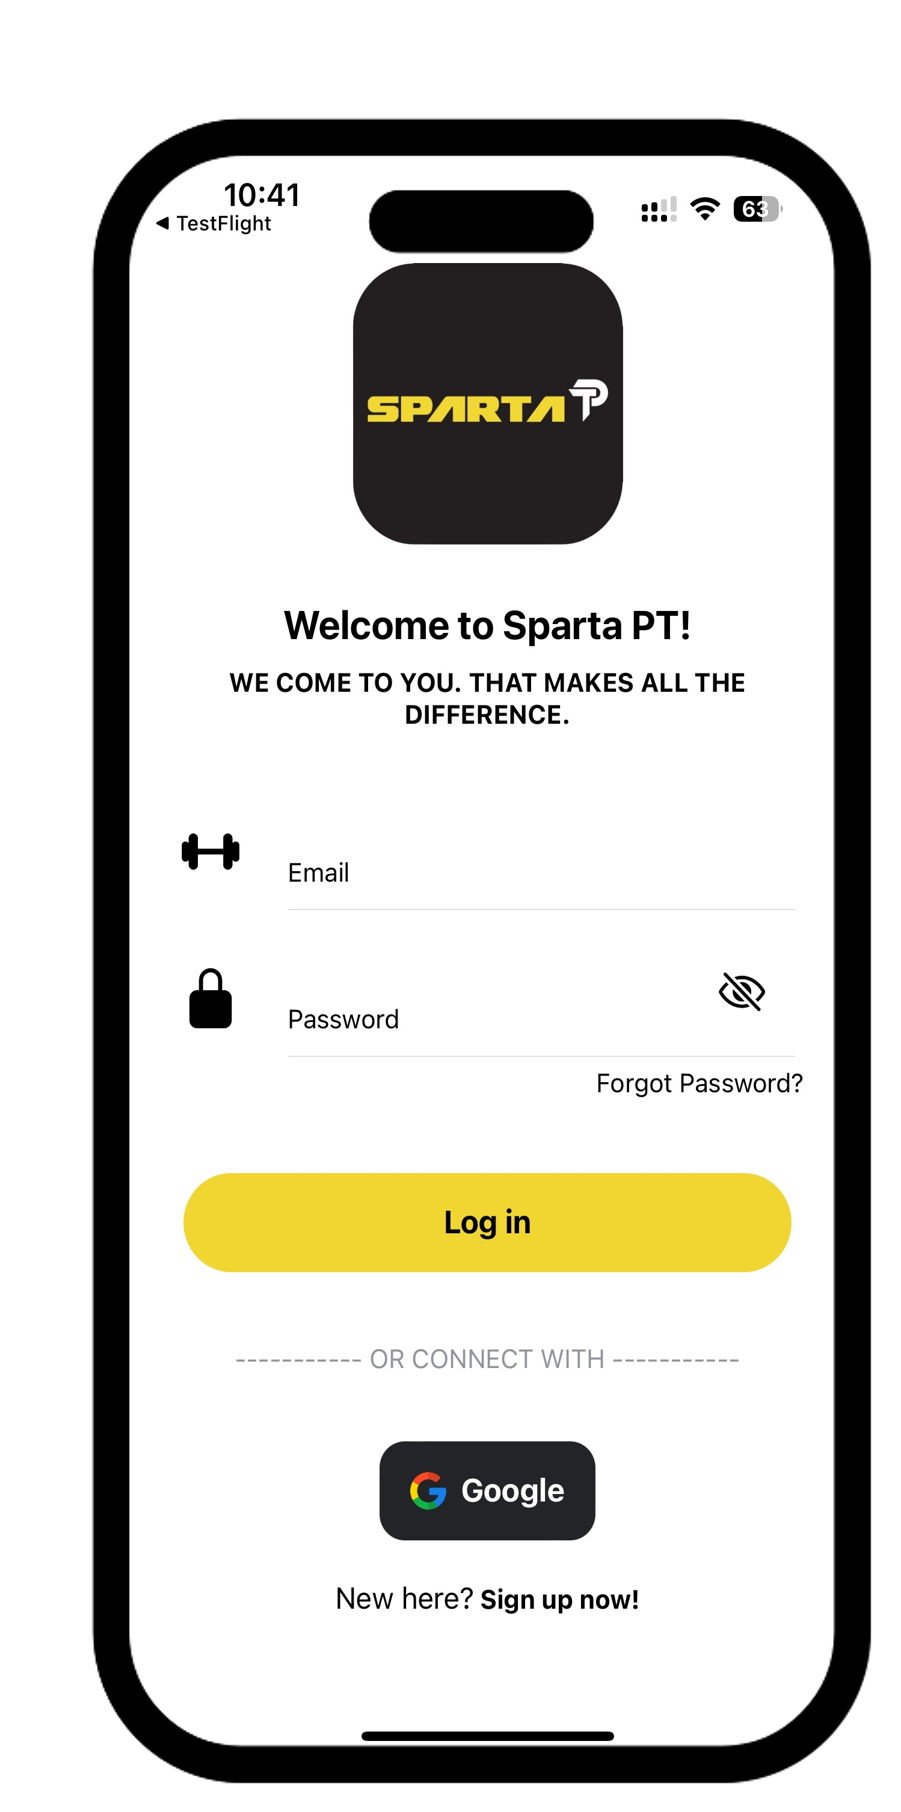 10:41
◀ TestFlight
63
SPARTA
Welcome to Sparta PT!
WE COME TO YOU. THAT MAKES ALL THE
DIFFERENCE.
Email
Password
Forgot Password?
Log in
----------- OR CONNECT WITH -----------
Google
New here? Sign up now!